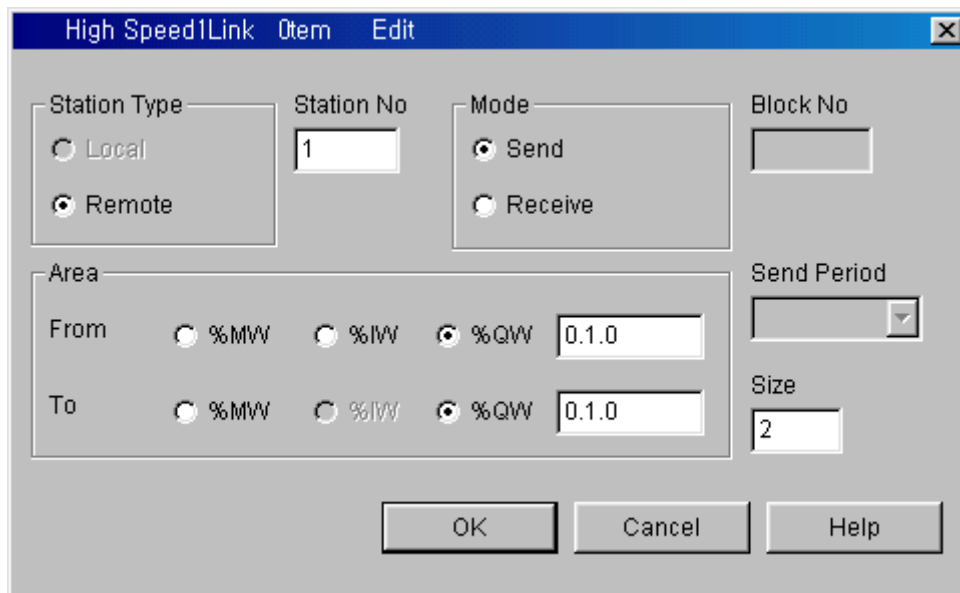 High Speed1Link 0tem Edit
Station Type
Local
Remote
Station No
1
Mode
Send
Receive
Block No
Area
From %MW %IW %QW 0.1.0
To %MW %IW %QW 0.1.0
Send Period
Size
2
OK Cancel Help